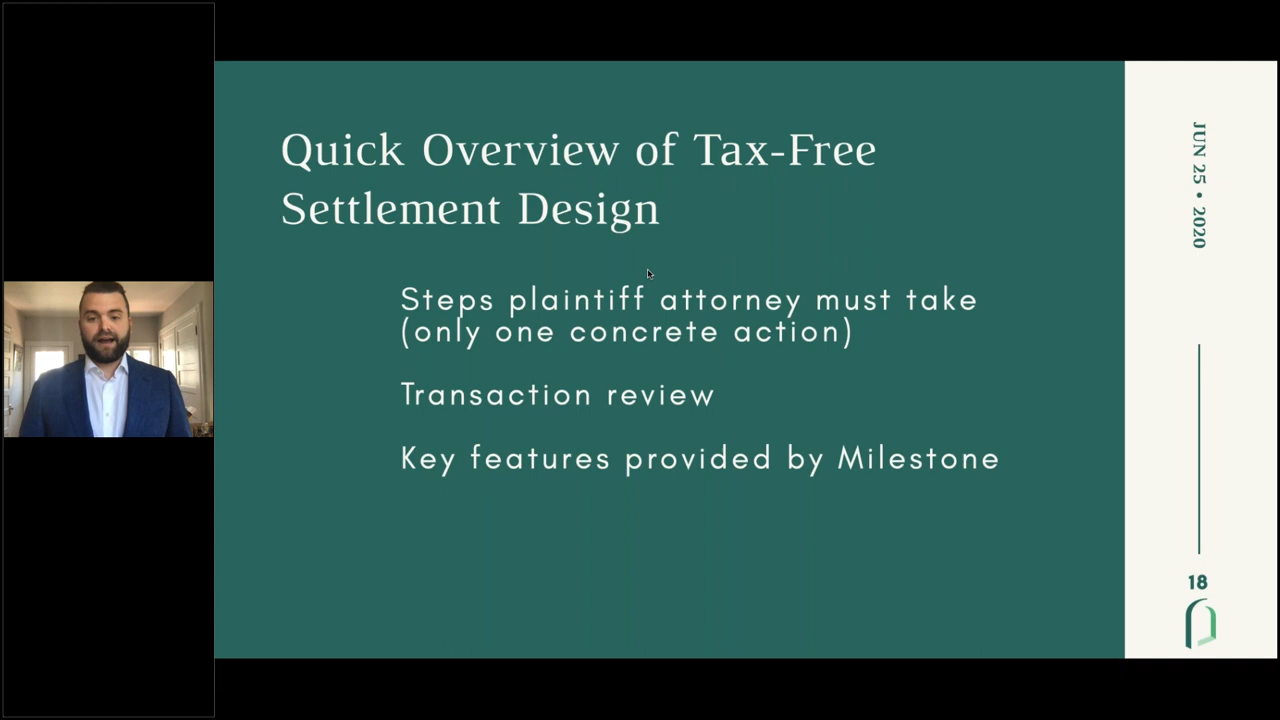 Quick Overview of Tax-Free
Settlement Design
Steps plaintiff attorney must take
(only one concrete action)
Transaction review
Key features provided by Milestone
JUN 25 • 2020
18